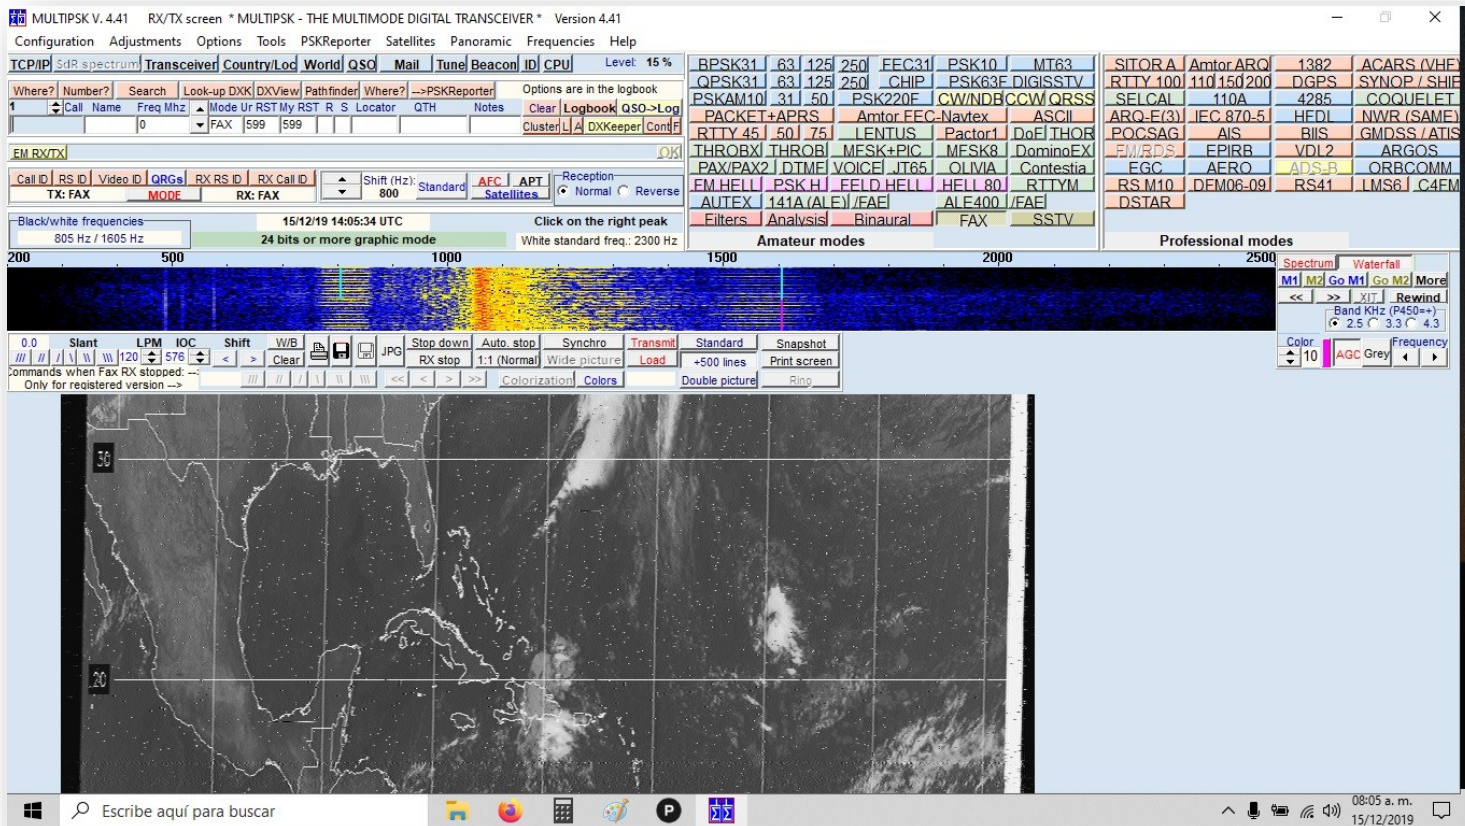 MULTIPSK V. 4.41 RX/TX screen * MULTIPSK - THE MULTIMODE DIGITAL TRANSCEIVER * Version 4.41
Configuration Adjustments Options Tools PSKReporter Satellites Panoramic Frequencies Help
TCP/IP SdR spectrum Transceiver Country/Loc World QSO Mail Tune Beacon ID CPU Level: 15 %
Where? Number? Search Look-up DXK DXView Pathfinder Where? -->PSKReporter Options are in the logbook
1 Call Name Freq Mhz Mode Ur RST My RST R S Locator QTH Notes Clear Logbook QSO->Log
0 FAX 599 599 Cluster L A DXKeeper Cont F
EM RX/TX OK
Call ID RS ID Video ID QRGs RX RS ID RX Call ID Shift (Hz): Standard AFC APT Reception
TX: FAX MODE RX: FAX 800 Satellites Normal Reverse
Black/white frequencies 15/12/19 14:05:34 UTC Click on the right peak
805 Hz / 1605 Hz 24 bits or more graphic mode White standard freq.: 2300 Hz
BPSK31 63 125 250 FEC31 PSK10 MT63
QPSK31 63 125 250 CHIP PSK63F DIGISSTV
PSKAM10 31 50 PSK220F CW/NDB CCW QRSS
PACKET+APRS Amtor FEC-Navtex ASCII
RTTY 45 50 75 LENTUS Pactor1 DoF THOR
THROBX THROB MFSK+PIC MFSK8 DominoEX
PAX/PAX2 DTMF VOICE JT65 OLIVIA Contestia
FM HELL PSK H FELD HELL HELL 80 RTTYM
AUTEX 141A (ALE) /FAE ALE400 /FAE
Filters Analysis Binaural FAX SSTV
Amateur modes
SITOR A Amtor ARQ 1382 ACARS (VHF)
RTTY 100 110 150 200 DGPS SYNOP / SHIP
SELCAL 110A 4285 COQUELET
ARQ-E(3) IEC 870-5 HFDL NWR (SAME)
POCSAG AIS BIIS GMDSS / ATIS
FM/RDS EPIRB VDL2 ARGOS
EGC AERO ADS-B ORBCOMM
RS M10 DFM06-09 RS41 LMS6 C4FM
DSTAR
Professional modes
200 500 1000 1500 2000 2500
Spectrum Waterfall
M1 M2 Go M1 Go M2 More
<< >> XIT Rewind
Band KHz (P450=+)
2.5 3.3 4.3
Color Frequency
10 AGC Grey
0.0 Slant LPM IOC Shift W/B JPG Stop down Auto. stop Synchro Transmit Standard Snapshot
/// // / \ \\ \\\ 120 576 < > Clear RX stop 1:1 (Normal) Wide picture Load +500 lines Print screen
Commands when Fax RX stopped: --
Only for registered version --> /// // / \ \\ \\\ << < > >> Colorization Colors Double picture Ring
30
20
Escribe aquí para buscar
P
08:05 a. m.
15/12/2019